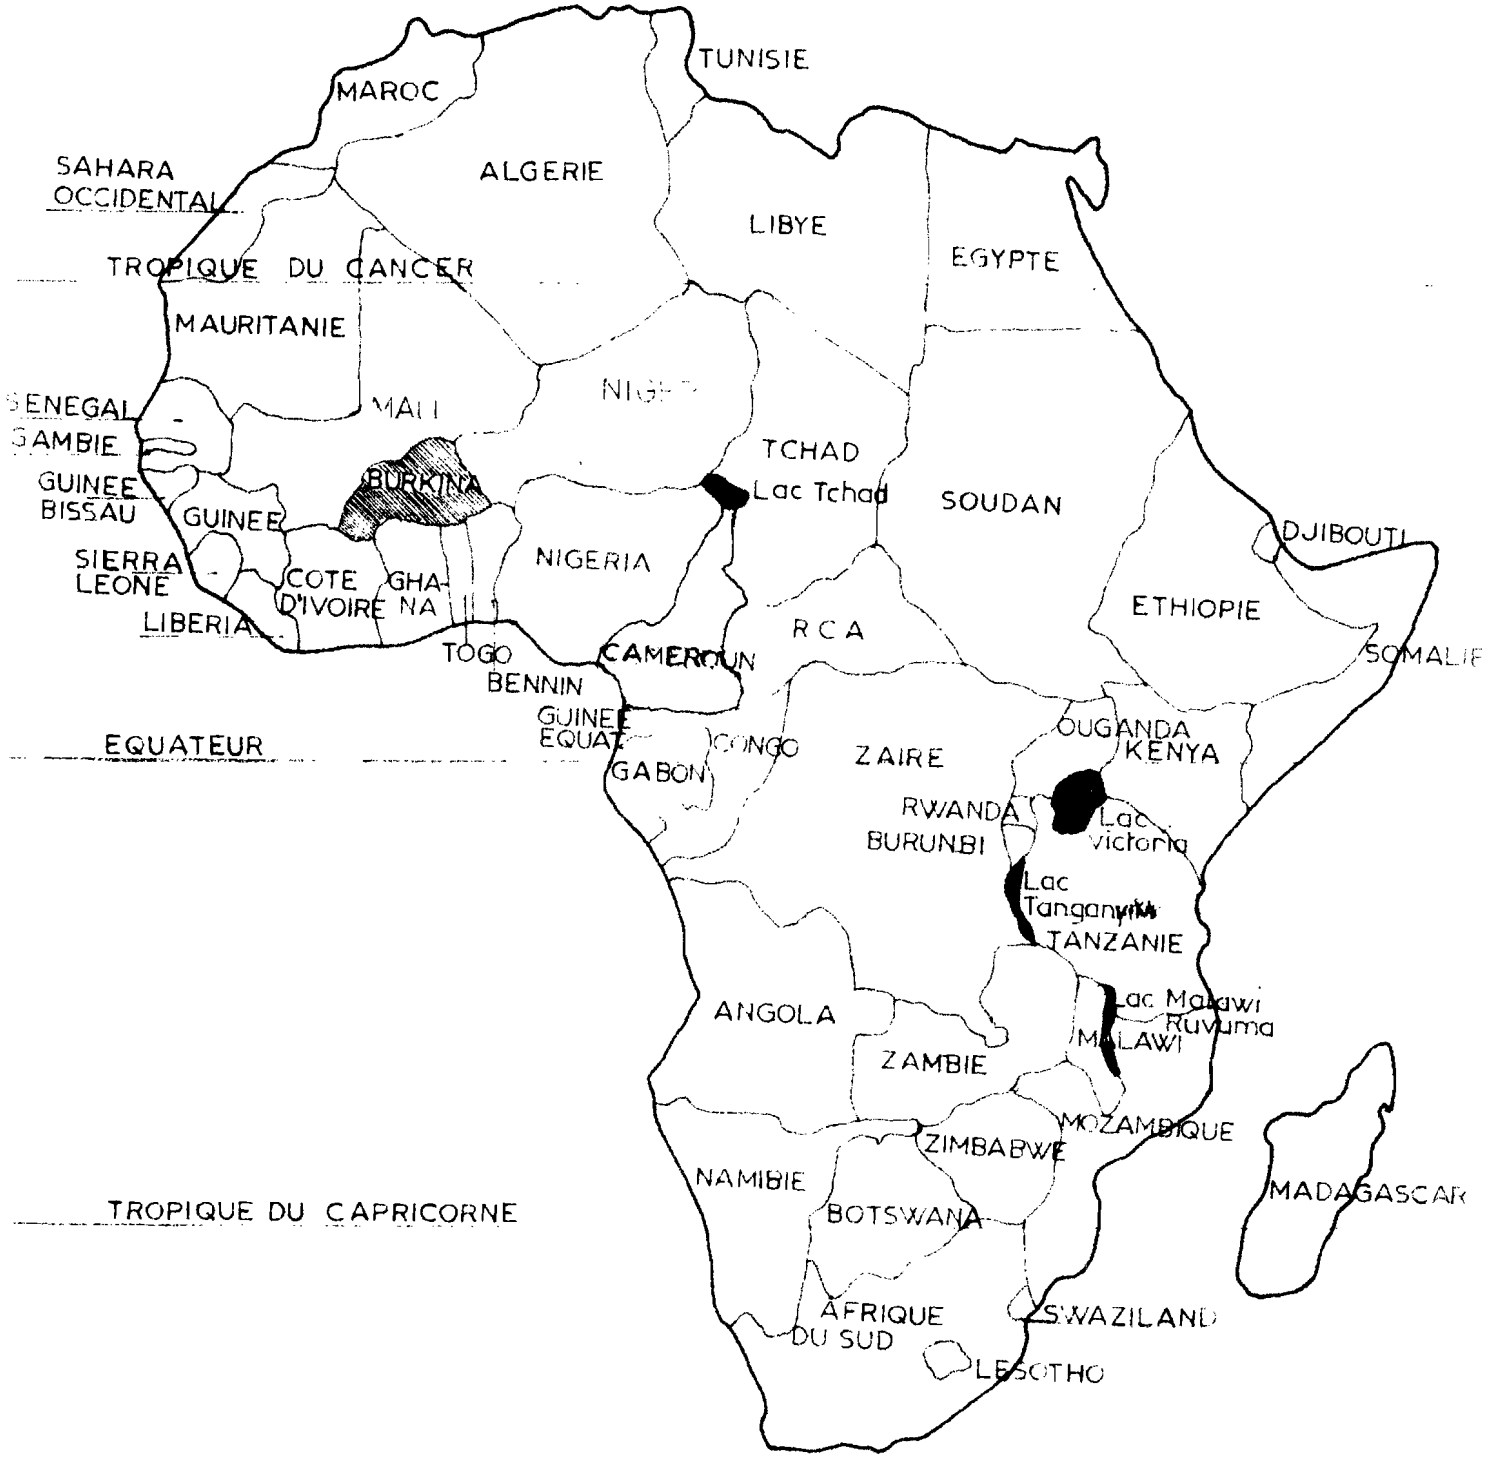 TUNISIE
MAROC
SAHARA
OCCIDENTAL
ALGERIE
LIBYE
EGYPTE
TROPIQUE DU CANCER
MAURITANIE
NIGER
SENEGAL
MALI
GAMBIE
TCHAD
GUINEE
BISSAU
BURKINA
Lac Tchad
SOUDAN
GUINEE
DJIBOUTI
SIERRA
LEONE
COTE
D'IVOIRE
GHA-
NA
NIGERIA
ETHIOPIE
LIBERIA
RCA
TOGO
CAMEROUN
SOMALIE
BENNIN
GUINEE
EQUAT
OUGANDA
EQUATEUR
CONGO
ZAIRE
KENYA
GABON
RWANDA
Lac
victoria
BURUNBI
Lac
Tanganyika
TANZANIE
ANGOLA
Lac Malawi
Ruvuma
MALAWI
ZAMBIE
MOZAMBIQUE
ZIMBABWE
NAMIBIE
MADAGASCAR
TROPIQUE DU CAPRICORNE
BOTSWANA
AFRIQUE
DU SUD
SWAZILAND
LESOTHO